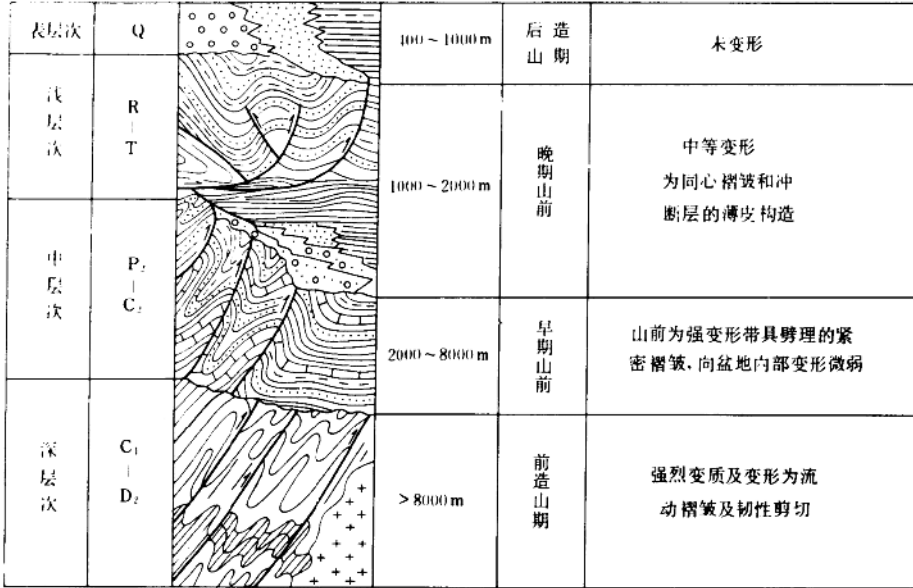 表层次
Q
400~1000m
后造
山期
未变形
浅
层
次
R
|
T
1000~2000m
晚
期
山
前
中等变形
为同心褶皱和冲
断层的薄皮构造
中
层
次
P₂
|
C₂
2000~8000m
早
期
山
前
山前为强变形带具劈理的紧
密褶皱,向盆地内部变形微弱
深
层
次
C₁
|
D₂
>8000m
前
造
山
期
强烈变质及变形为流
动褶皱及韧性剪切